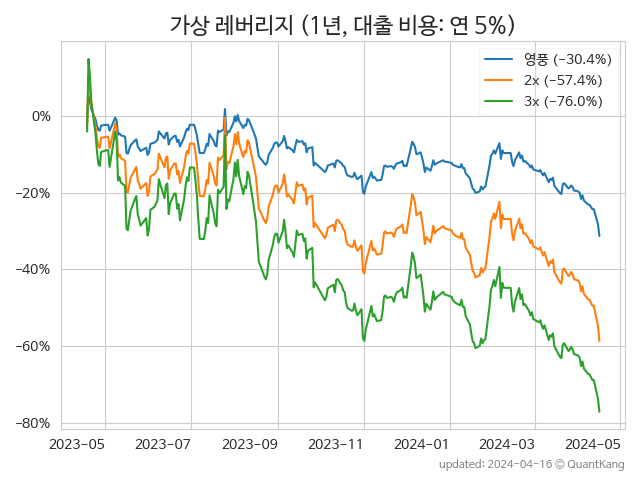 가상 레버리지 (1년, 대출 비용: 연 5%)
영풍 (−30.4%)
2x (−57.4%)
3x (−76.0%)
0%
−20%
−40%
−60%
−80%
2023-05 2023-07 2023-09 2023-11 2024-01 2024-03 2024-05
updated: 2024-04-16 © QuantKang